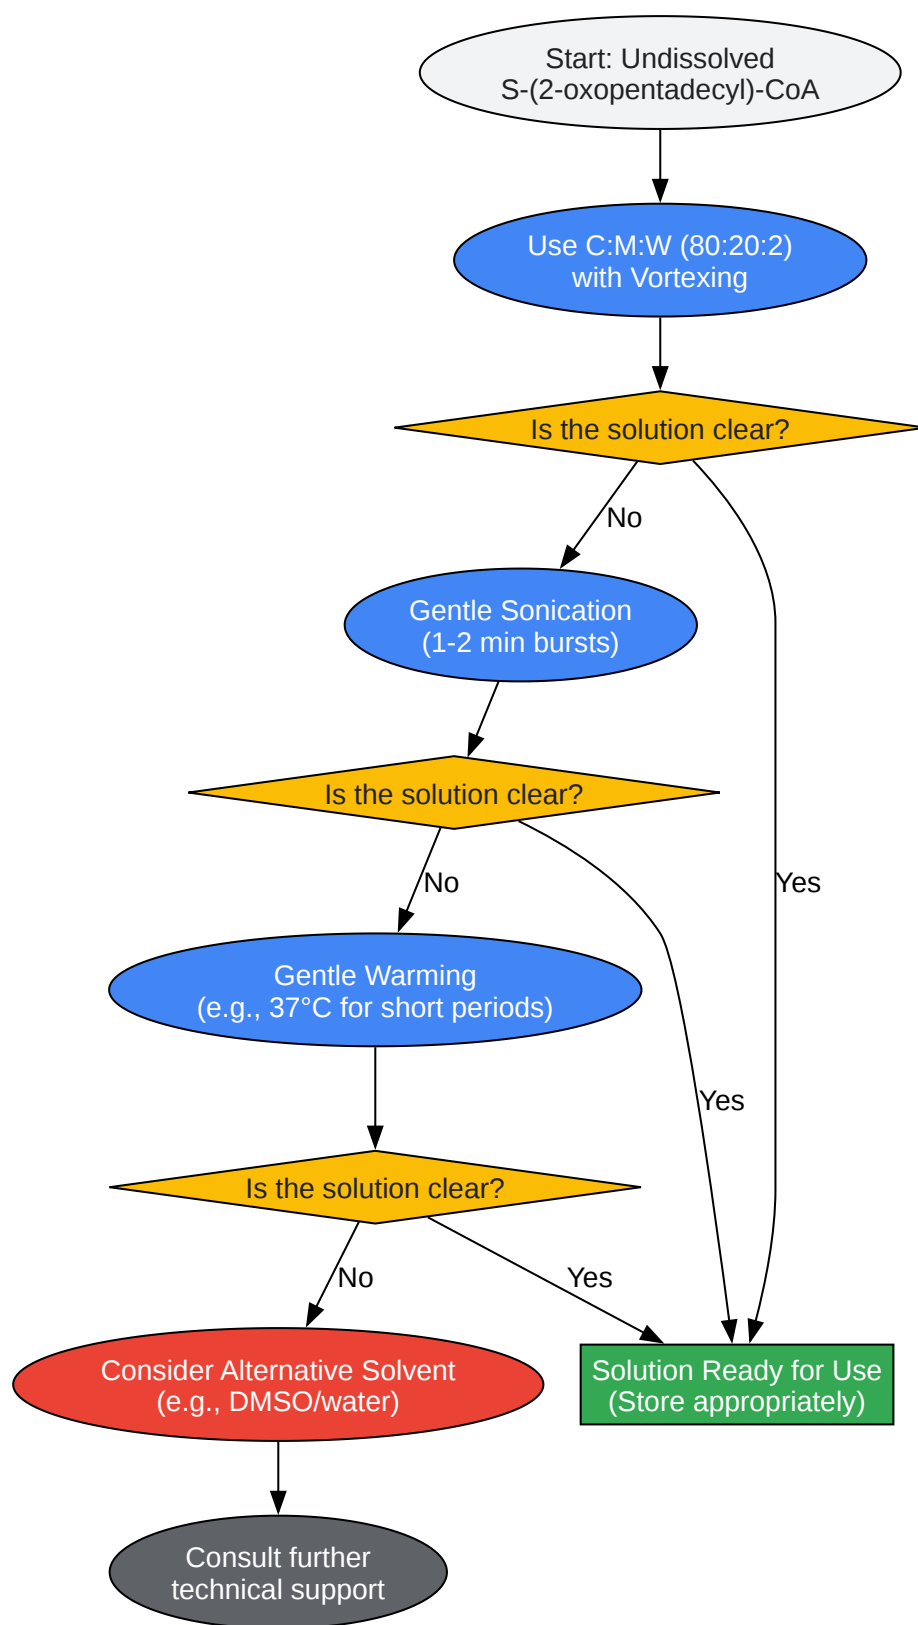 Start: Undissolved
S-(2-oxopentadecyl)-CoA
Use C:M:W (80:20:2)
with Vortexing
Is the solution clear?
No
Gentle Sonication
(1-2 min bursts)
Is the solution clear?
No
Yes
Gentle Warming
(e.g., 37°C for short periods)
Yes
Is the solution clear?
No
Yes
Consider Alternative Solvent
(e.g., DMSO/water)
Solution Ready for Use
(Store appropriately)
Consult further
technical support